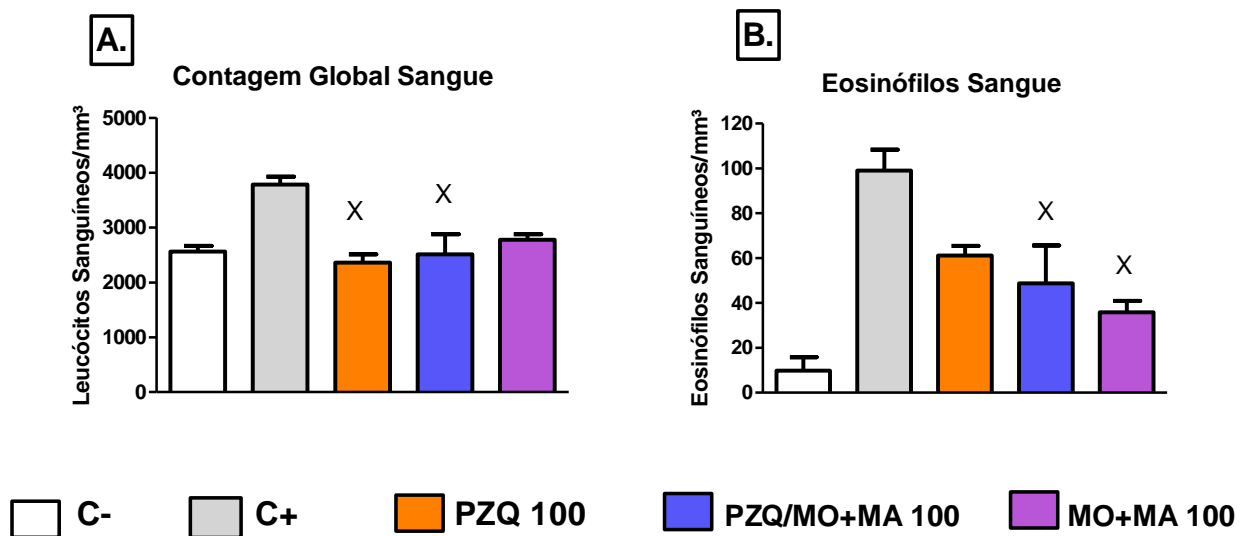 A.
Contagem Global Sangue
Leucócitos Sanguíneos/mm³
5000
4000
3000
2000
1000
0
X
X
B.
Eosinófilos Sangue
Eosinófilos Sanguíneos/mm³
120
100
80
60
40
20
0
X
X
C- C+ PZQ 100 PZQ/MO+MA 100 MO+MA 100